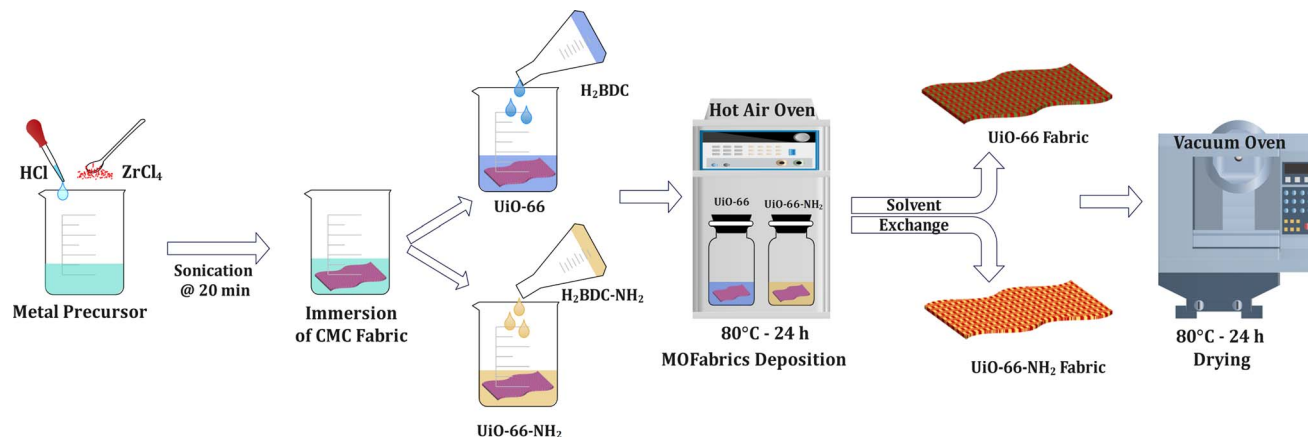 HCl
ZrCl₄
Metal Precursor
Sonication
@ 20 min
Immersion
of CMC Fabric
H₂BDC
UiO-66
H₂BDC-NH₂
UiO-66-NH₂
Hot Air Oven
UiO-66
UiO-66-NH₂
80°C - 24 h
MOFabrics Deposition
Solvent
Exchange
UiO-66 Fabric
UiO-66-NH₂ Fabric
Vacuum Oven
80°C - 24 h
Drying